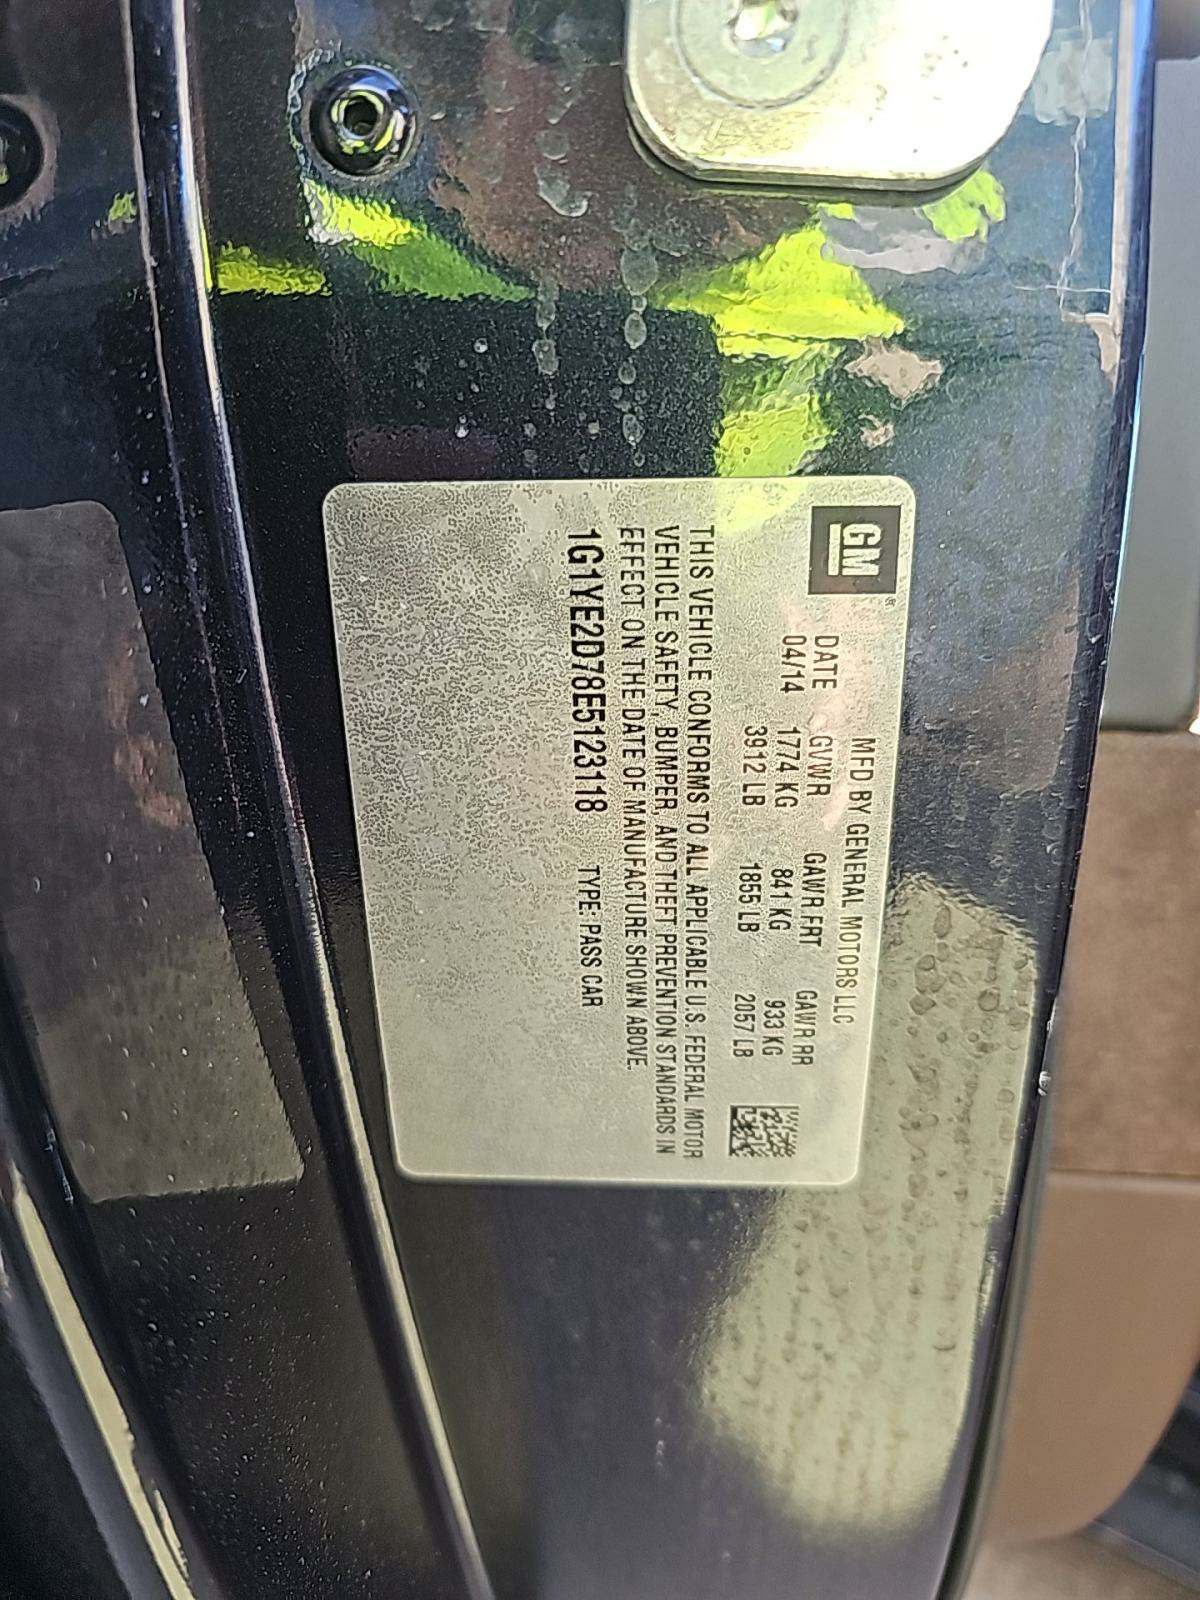 GM
MFD BY GENERAL MOTORS LLC
DATE GVWR GAWR FRT GAWR RR
04/14 1774 KG 841 KG 933 KG
3912 LB 1855 LB 2057 LB
THIS VEHICLE CONFORMS TO ALL APPLICABLE U.S. FEDERAL MOTOR
VEHICLE SAFETY, BUMPER, AND THEFT PREVENTION STANDARDS IN
EFFECT ON THE DATE OF MANUFACTURE SHOWN ABOVE.
1G1YE2D78E5123118 TYPE: PASS CAR